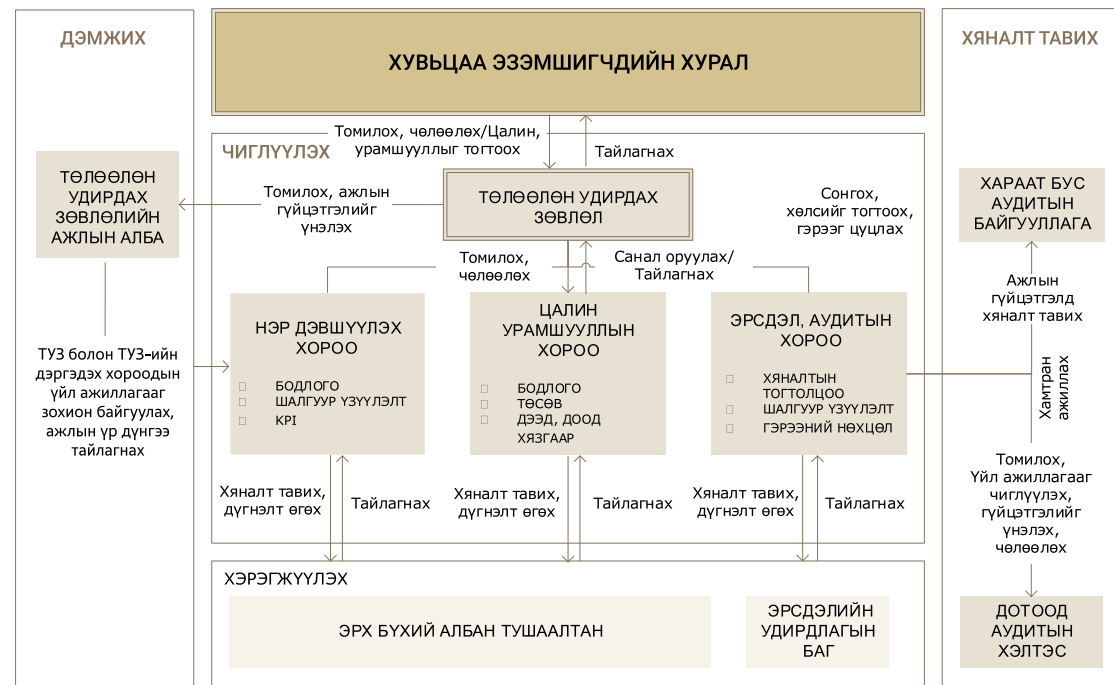 ДЭМЖИХ
ХУВЬЦАА ЭЗЭМШИГЧДИЙН ХУРАЛ
ХЯНАЛТ ТАВИХ
ЧИГЛҮҮЛЭХ
Томилох, чөлөөлөх/Цалин,
урамшууллыг тогтоох
Тайлагнах
ТӨЛӨӨЛӨН
УДИРДАХ
ЗӨВЛӨЛИЙН
АЖЛЫН АЛБА
Томилох, ажлын
гүйцэтгэлийг
үнэлэх
ТӨЛӨӨЛӨН УДИРДАХ
ЗӨВЛӨЛ
Сонгох,
хөлсийг тогтоох,
гэрээг цуцлах
ХАРААТ БУС
АУДИТЫН
БАЙГУУЛЛАГА
Томилох,
чөлөөлөх
Санал оруулах/
Тайлагнах
Ажлын
гүйцэтгэлд
хяналт тавих
НЭР ДЭВШҮҮЛЭХ
ХОРОО
БОДЛОГО
ШАЛГУУР ҮЗҮҮЛЭЛТ
KPI
ЦАЛИН
УРАМШУУЛЛЫН
ХОРОО
БОДЛОГО
ТӨСӨВ
ДЭЭД, ДООД
ХЯЗГААР
ЭРСДЭЛ, АУДИТЫН
ХОРОО
ХЯНАЛТЫН
ТОГТОЛЦОО
ШАЛГУУР ҮЗҮҮЛЭЛТ
ГЭРЭЭНИЙ НӨХЦӨЛ
ТУЗ болон ТУЗ-ийн
дэргэдэх хороодын
үйл ажиллагааг
зохион байгуулах,
ажлын үр дүнгээ
тайлагнах
Хамтран
ажиллах
Хяналт тавих,
дүгнэлт өгөх
Тайлагнах
Хяналт тавих,
дүгнэлт өгөх
Тайлагнах
Хяналт тавих,
дүгнэлт өгөх
Тайлагнах
Томилох,
Үйл ажиллагааг
чиглүүлэх,
гүйцэтгэлийг
үнэлэх,
чөлөөлөх
ХЭРЭГЖҮҮЛЭХ
ЭРХ БҮХИЙ АЛБАН ТУШААЛТАН
ЭРСДЭЛИЙН
УДИРДЛАГЫН
БАГ
ДОТООД
АУДИТЫН
ХЭЛТЭС